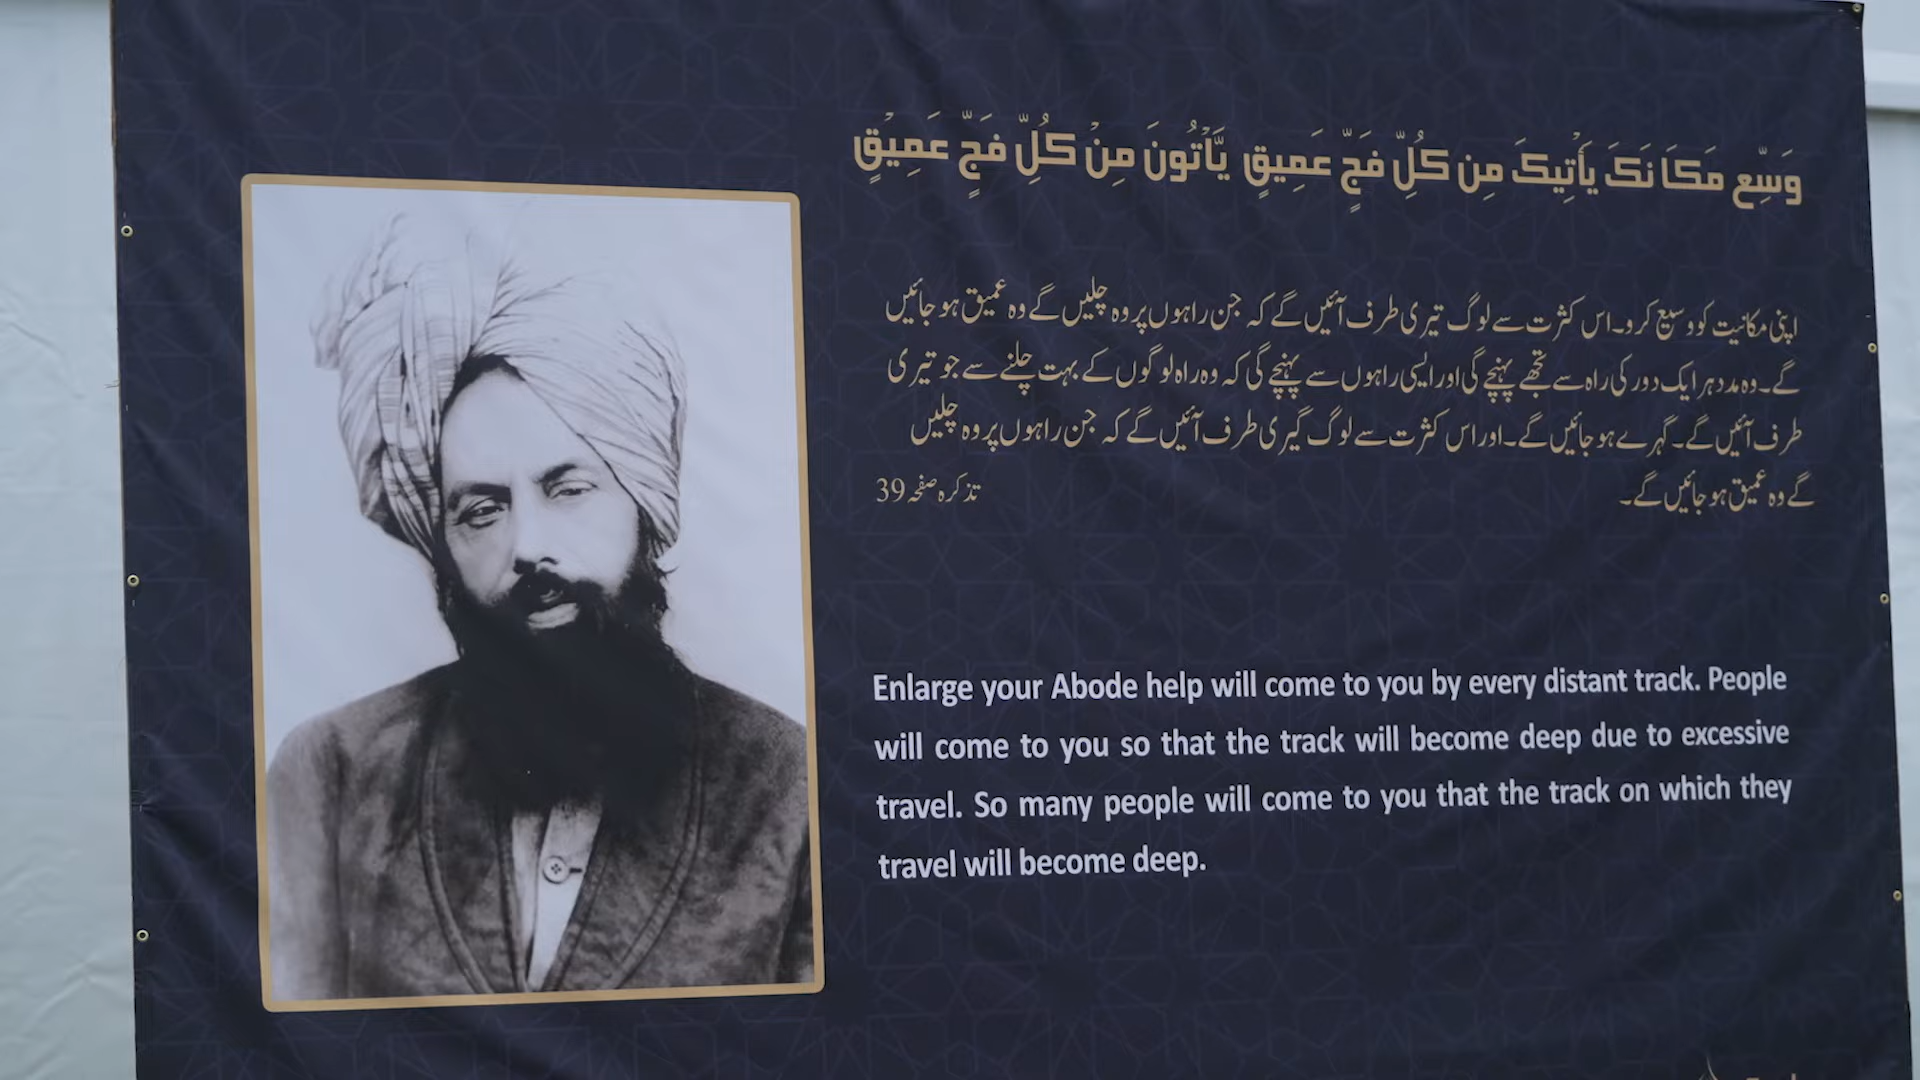 وَسِّع مَكَا نَكَ يَأْتِيكَ مِن كُلِّ فَجٍّ عَمِيقٍ يَّأْتُونَ مِنْ كُلِّ فَجٍّ عَمِيْقٍ
اپنی مکانیت کو وسیع کرو۔ اس کثرت سے لوگ تیری طرف آئیں گے کہ جن راہوں پر وہ چلیں گے وہ عمیق ہو جائیں
گے۔ وہ مدد ہر ایک دور کی راہ سے تجھے پہنچے گی اور ایسی راہوں سے پہنچے گی کہ وہ راہ لوگوں کے بہت چلنے سے جو تیری
طرف آئیں گے۔ گہرے ہو جائیں گے۔ اور اس کثرت سے لوگ گیری طرف آئیں گے کہ جن راہوں پر وہ چلیں
گے وہ عمیق ہو جائیں گے۔ تذکرہ صفحہ 39
Enlarge your Abode help will come to you by every distant track. People
will come to you so that the track will become deep due to excessive
travel. So many people will come to you that the track on which they
travel will become deep.